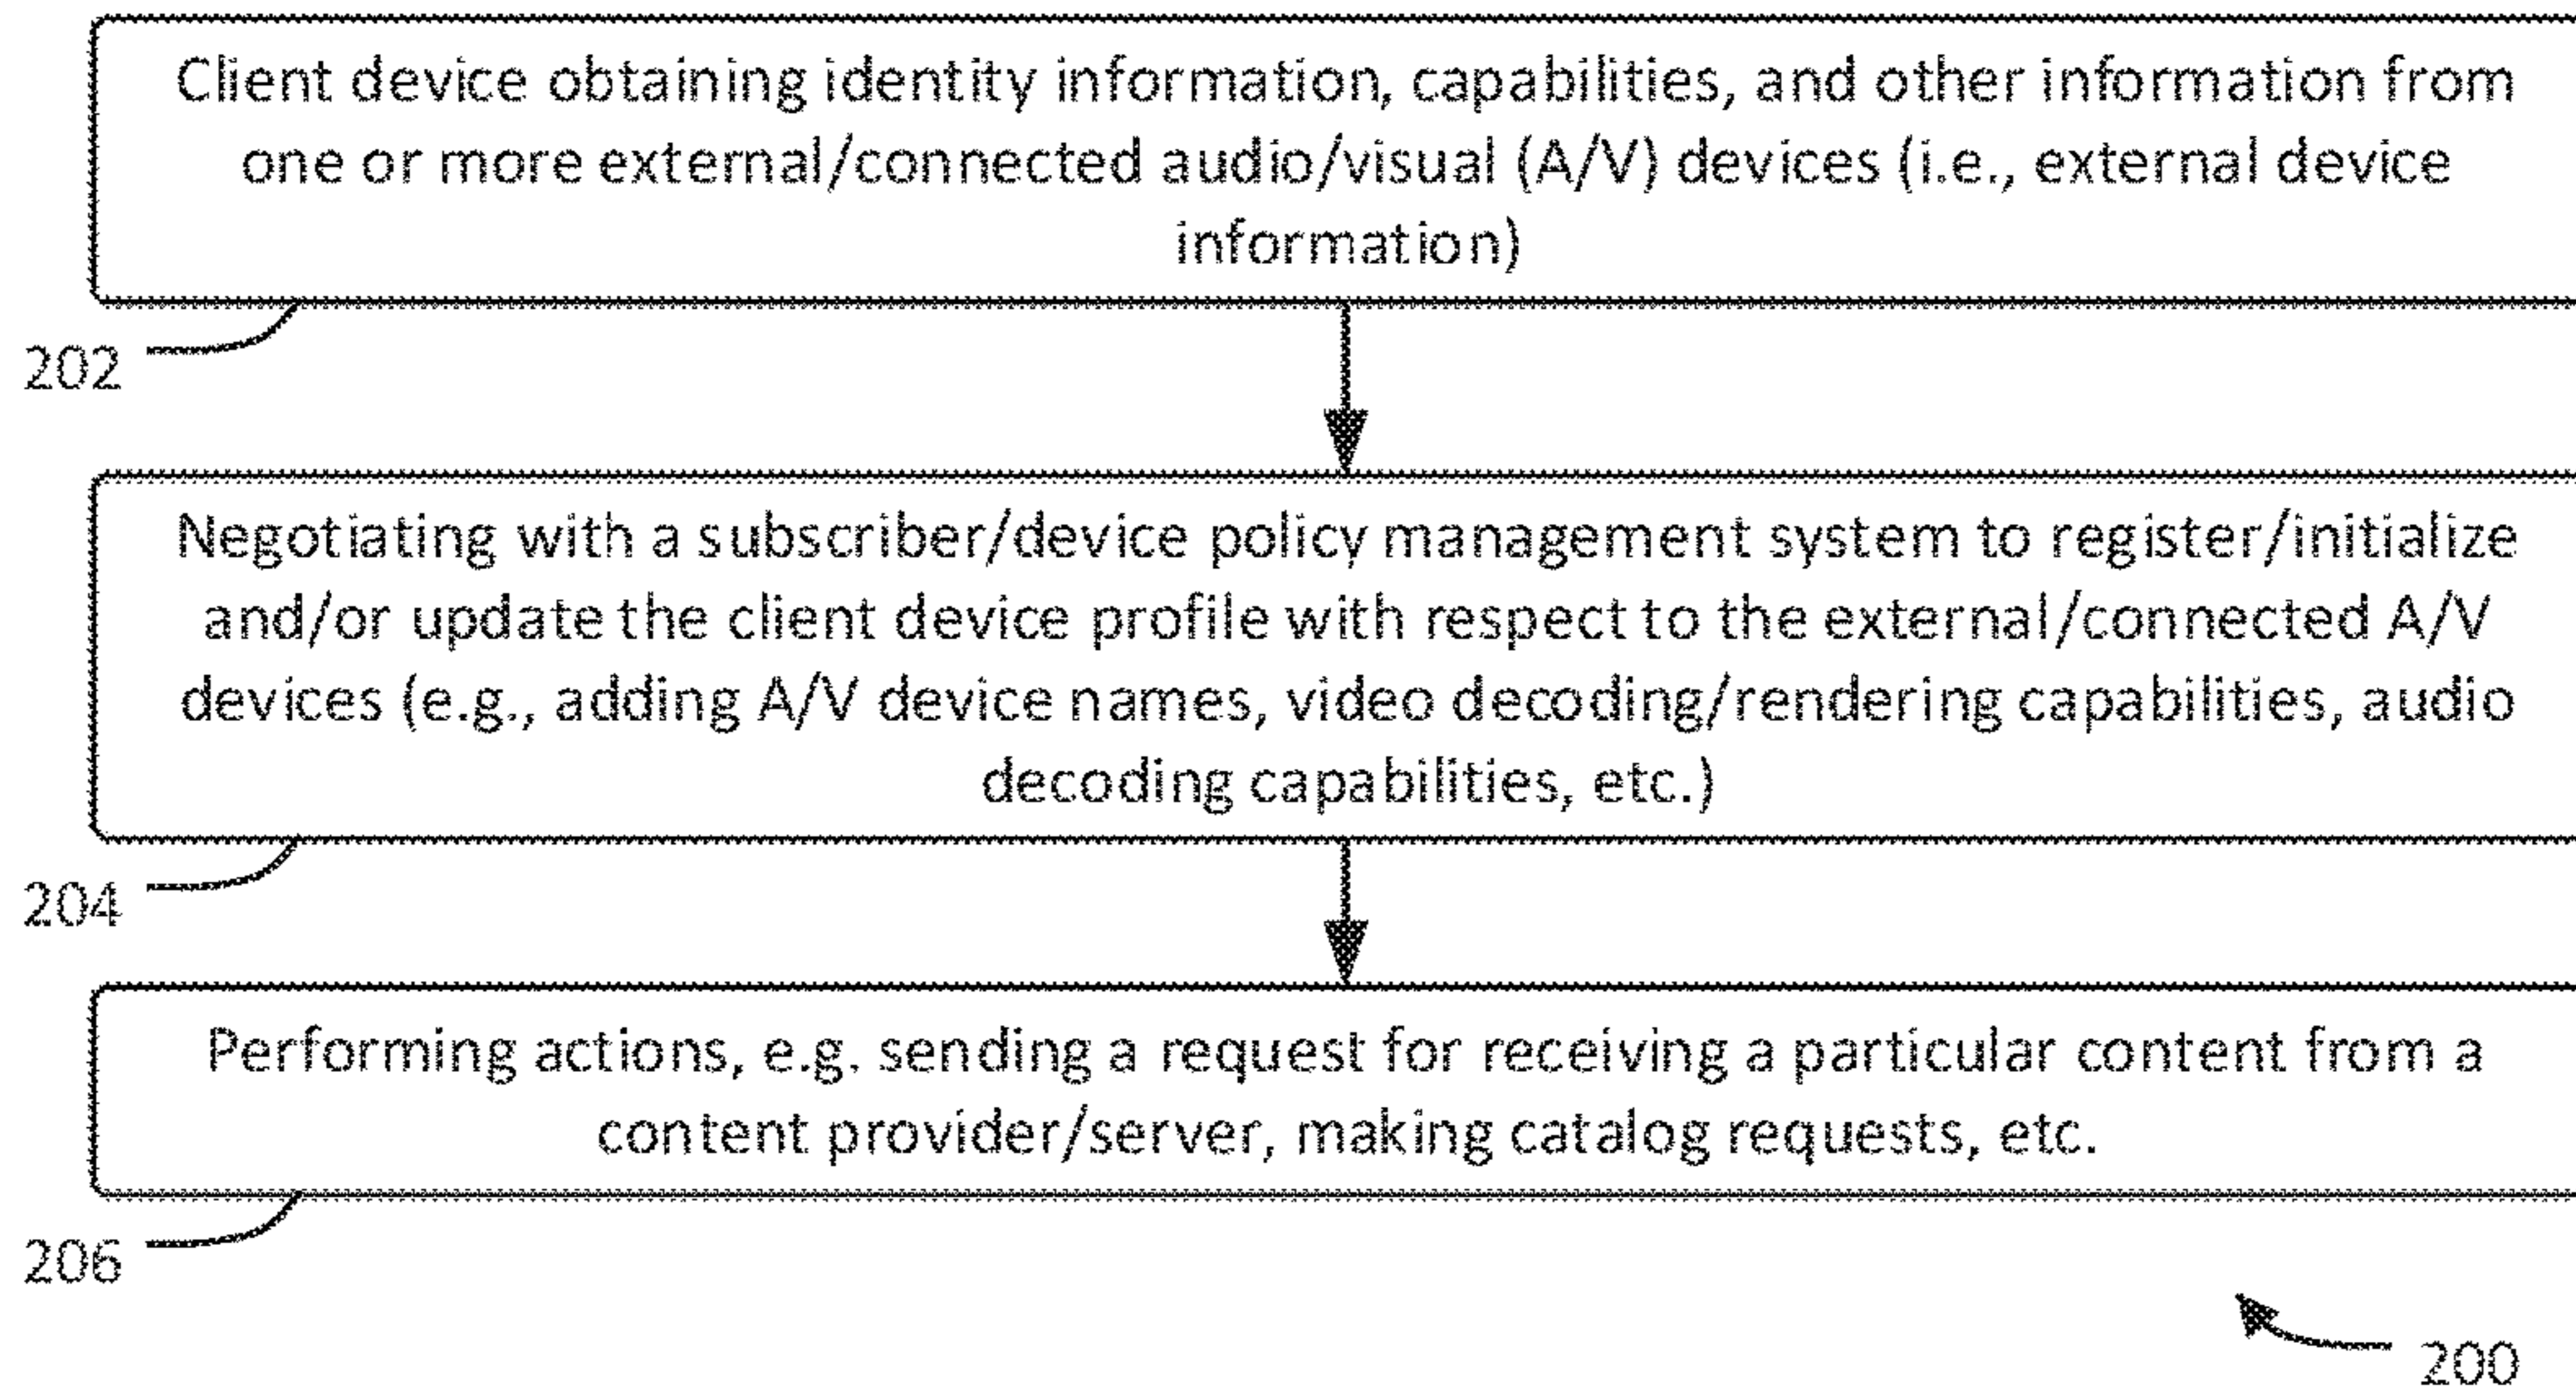 Client device obtaining identity information, capabilities, and other information from
one or more external/connected audio/visual (A/V) devices (i.e., external device
information)
202
Negotiating with a subscriber/device policy management system to register/initialize
and/or update the client device profile with respect to the external/connected A/V
devices (e.g., adding A/V device names, video decoding/rendering capabilities, audio
decoding capabilities, etc.)
204
Performing actions, e.g. sending a request for receiving a particular content from a
content provider/server, making catalog requests, etc.
206
200